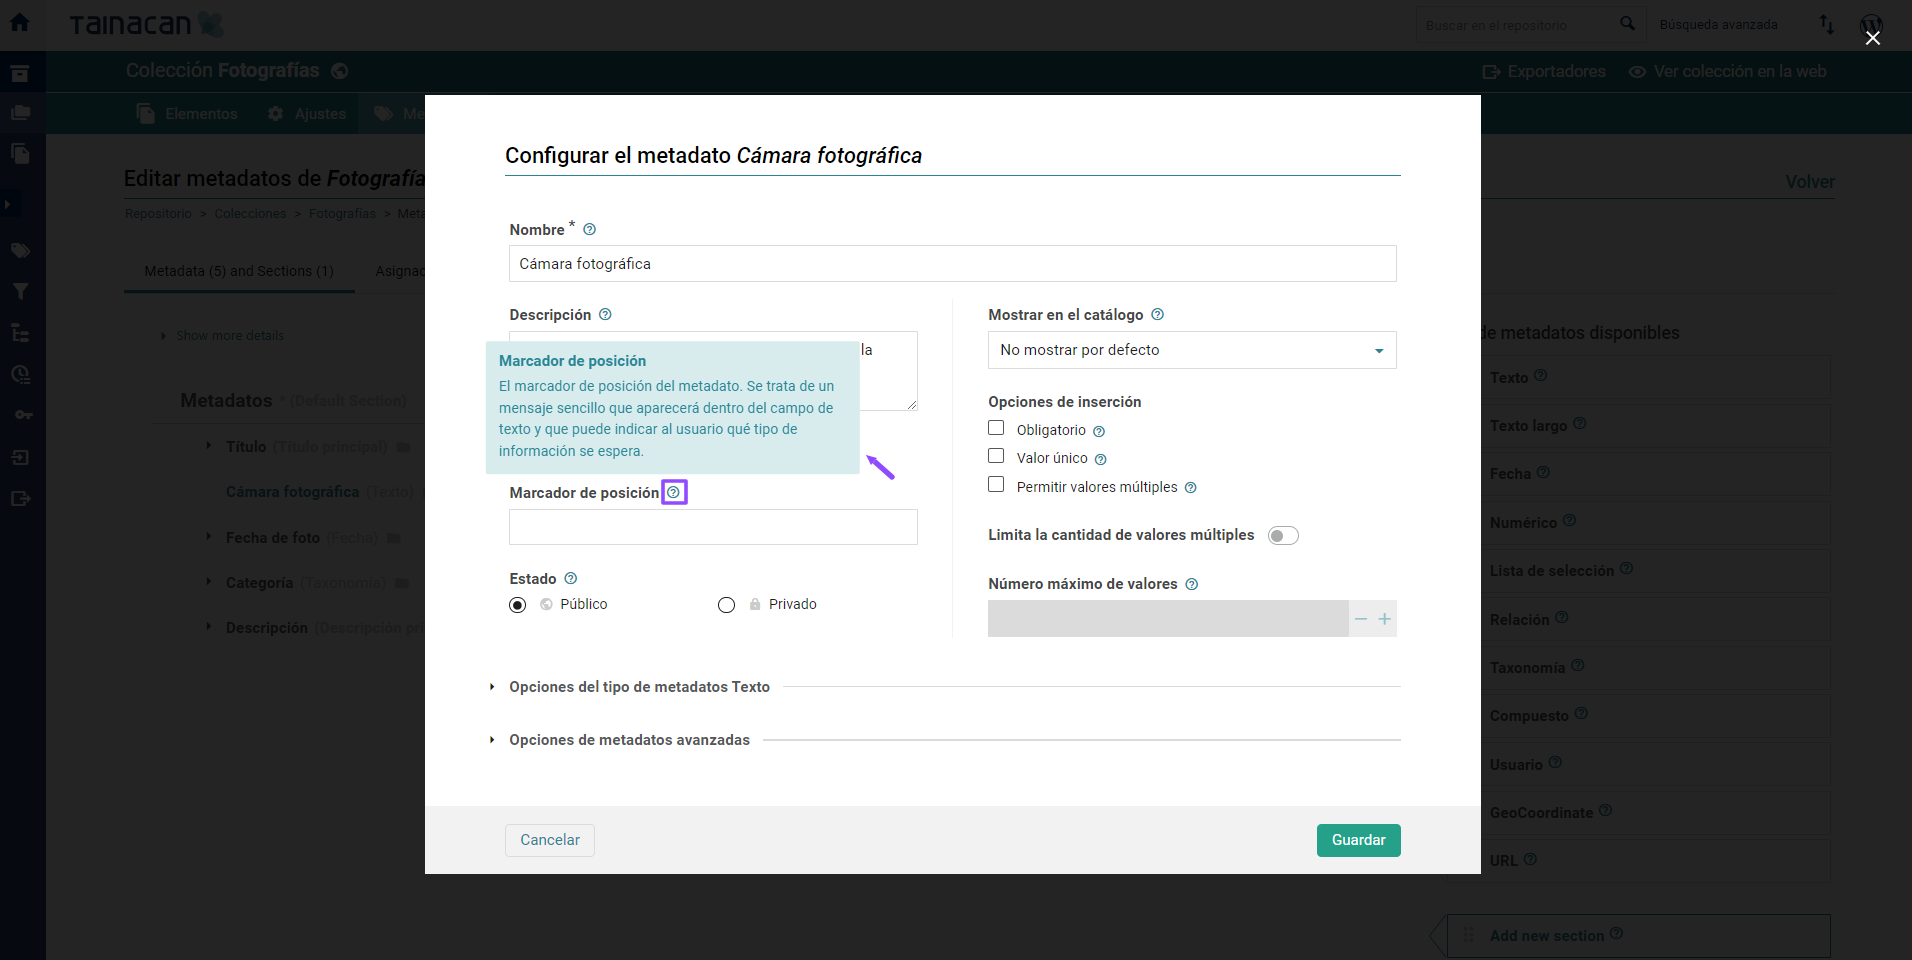 TAINACAN
Buscar en el repositorio
Búsqueda avanzada
Colección Fotografías
Exportadores
Ver colección en la web
Elementos
Ajustes
Me
Editar metadatos de Fotografía
Volver
Repositorio > Colecciones > Fotografías > Meta
Metadata (5) and Sections (1)
Asignac
Show more details
Metadatos * (Default Section)
Título (Título principal)
Cámara fotográfica (Texto)
Fecha de foto (Fecha)
Categoría (Taxonomía)
Descripción (Descripción pri
Configurar el metadato Cámara fotográfica
Nombre *
Cámara fotográfica
Descripción
la
Marcador de posición
El marcador de posición del metadato. Se trata de un
mensaje sencillo que aparecerá dentro del campo de
texto y que puede indicar al usuario qué tipo de
información se espera.
Marcador de posición
Estado
Público
Privado
Mostrar en el catálogo
No mostrar por defecto
Opciones de inserción
Obligatorio
Valor único
Permitir valores múltiples
Limita la cantidad de valores múltiples
Número máximo de valores
Opciones del tipo de metadatos Texto
Opciones de metadatos avanzadas
Cancelar
Guardar
de metadatos disponibles
Texto
Texto largo
Fecha
Numérico
Lista de selección
Relación
Taxonomía
Compuesto
Usuario
GeoCoordinate
URL
Add new section